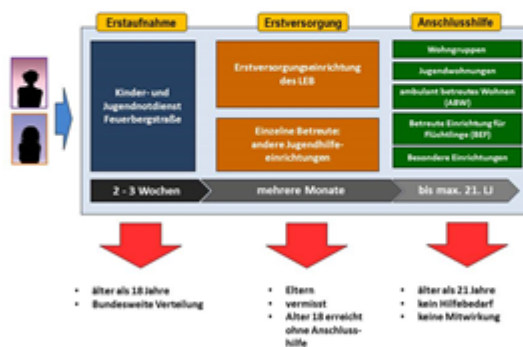 Erstaufnahme
Erstversorgung
Anschlusshilfe
Kinder- und
Jugendnotdienst
Feuerbergstraße
Erstversorgungseinrichtung
des LEB
Einzelne Betreute:
andere Jugendhilfe-
einrichtungen
Wohngruppen
Jugendwohnungen
ambulant betreutes Wohnen
(ABW)
Betreute Einrichtung für
Flüchtlinge (BEF)
Besondere Einrichtungen
2 - 3 Wochen
mehrere Monate
bis max. 21. LJ
• älter als 18 Jahre
• Bundesweite Verteilung
• Eltern
• vermisst
• Alter 18 erreicht
ohne Anschluss-
hilfe
• älter als 21 Jahre
• kein Hilfebedarf
• keine Mitwirkung